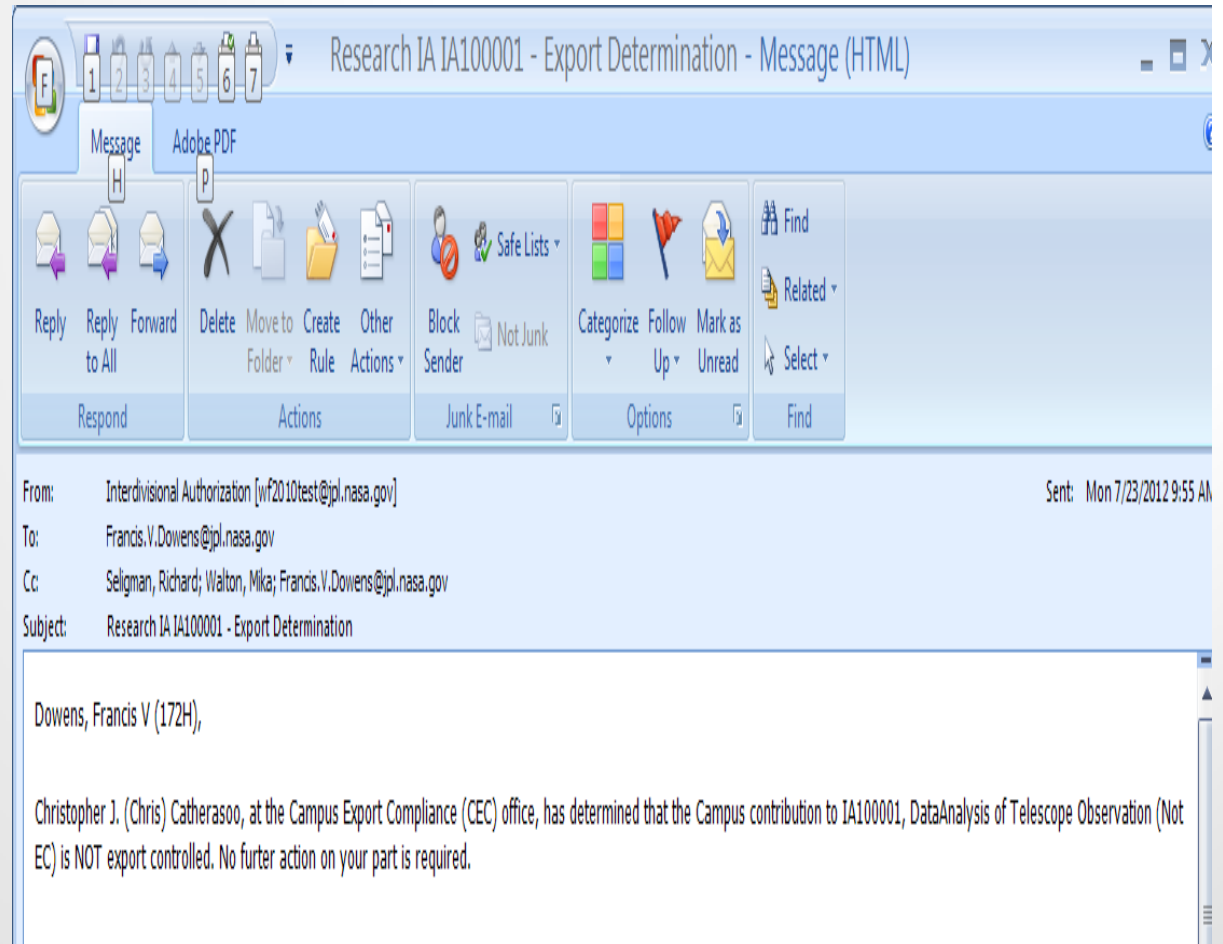 Research IA IA100001 - Export Determination - Message (HTML)
F
1 2 3 4 5 6 7
Message Adobe PDF
H P
Reply Reply to All Forward
Delete Move to Folder Create Rule Other Actions
Block Sender Safe Lists Not Junk
Categorize Follow Up Mark as Unread
Find
Related
Select
Respond Actions Junk E-mail Options Find
From: Interdivisional Authorization [wf2010test@jpl.nasa.gov] Sent: Mon 7/23/2012 9:55 AM
To: Francis.V.Dowens@jpl.nasa.gov
Cc: Seligman, Richard; Walton, Mika; Francis.V.Dowens@jpl.nasa.gov
Subject: Research IA IA100001 - Export Determination
Dowens, Francis V (172H),
Christopher J. (Chris) Catherasoo, at the Campus Export Compliance (CEC) office, has determined that the Campus contribution to IA100001, DataAnalysis of Telescope Observation (Not
EC) is NOT export controlled. No furter action on your part is required.